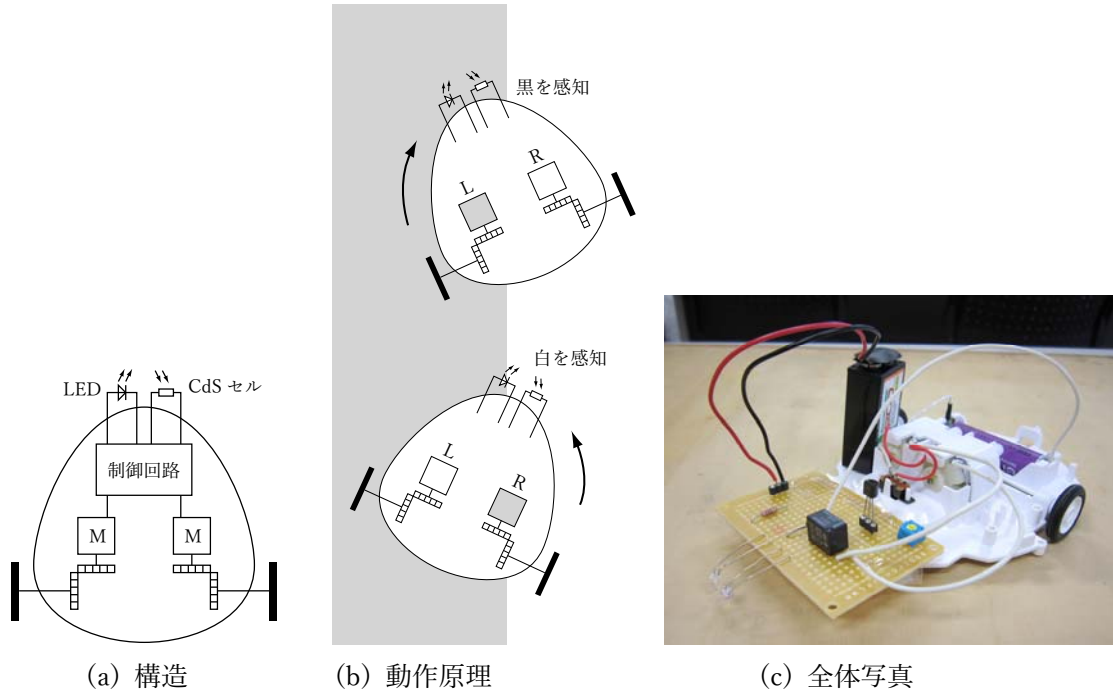 黒を感知
R
L
白を感知
LED
CdS セル
制御回路
L
R
M
M
(a) 構造
(b) 動作原理
(c) 全体写真